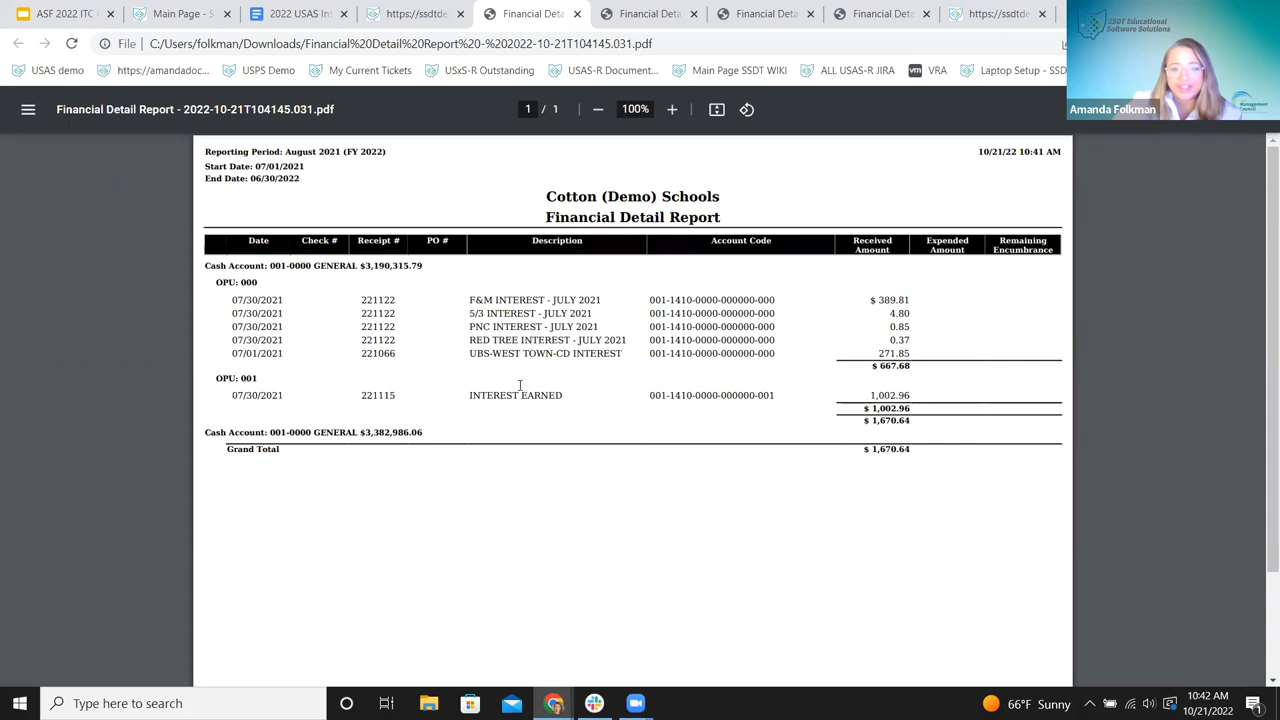 ASF 2022 ITC
Main Page - S
2022 USAS Int
https://ssdtde
Financial Detai
Financial Detail
Financial Detail
Financial Detail
https://ssdtde
File | C:/Users/folkman/Downloads/Financial%20Detail%20Report%20-%202022-10-21T104145.031.pdf
USAS demo
https://amandadoc...
USPS Demo
My Current Tickets
USxS-R Outstanding
USAS-R Document...
Main Page SSDT WIKI
ALL USAS-R JIRA
vm VRA
Laptop Setup - SSD
SSDT Educational
Software Solutions
Management
Council
Amanda Folkman
Financial Detail Report - 2022-10-21T104145.031.pdf
1 / 1
100%
Reporting Period: August 2021 (FY 2022)
10/21/22 10:41 AM
Start Date: 07/01/2021
End Date: 06/30/2022
Cotton (Demo) Schools
Financial Detail Report
Date Check # Receipt # PO # Description Account Code Received Amount Expended Amount Remaining Encumbrance
Cash Account: 001-0000 GENERAL $3,190,315.79
OPU: 000
07/30/2021 221122 F&M INTEREST - JULY 2021 001-1410-0000-000000-000 $ 389.81
07/30/2021 221122 5/3 INTEREST - JULY 2021 001-1410-0000-000000-000 4.80
07/30/2021 221122 PNC INTEREST - JULY 2021 001-1410-0000-000000-000 0.85
07/30/2021 221122 RED TREE INTEREST - JULY 2021 001-1410-0000-000000-000 0.37
07/01/2021 221066 UBS-WEST TOWN-CD INTEREST 001-1410-0000-000000-000 271.85
$ 667.68
OPU: 001
07/30/2021 221115 INTEREST EARNED 001-1410-0000-000000-001 1,002.96
$ 1,002.96
$ 1,670.64
Cash Account: 001-0000 GENERAL $3,382,986.06
Grand Total $ 1,670.64
Type here to search
66°F Sunny
10:42 AM
10/21/2022
1